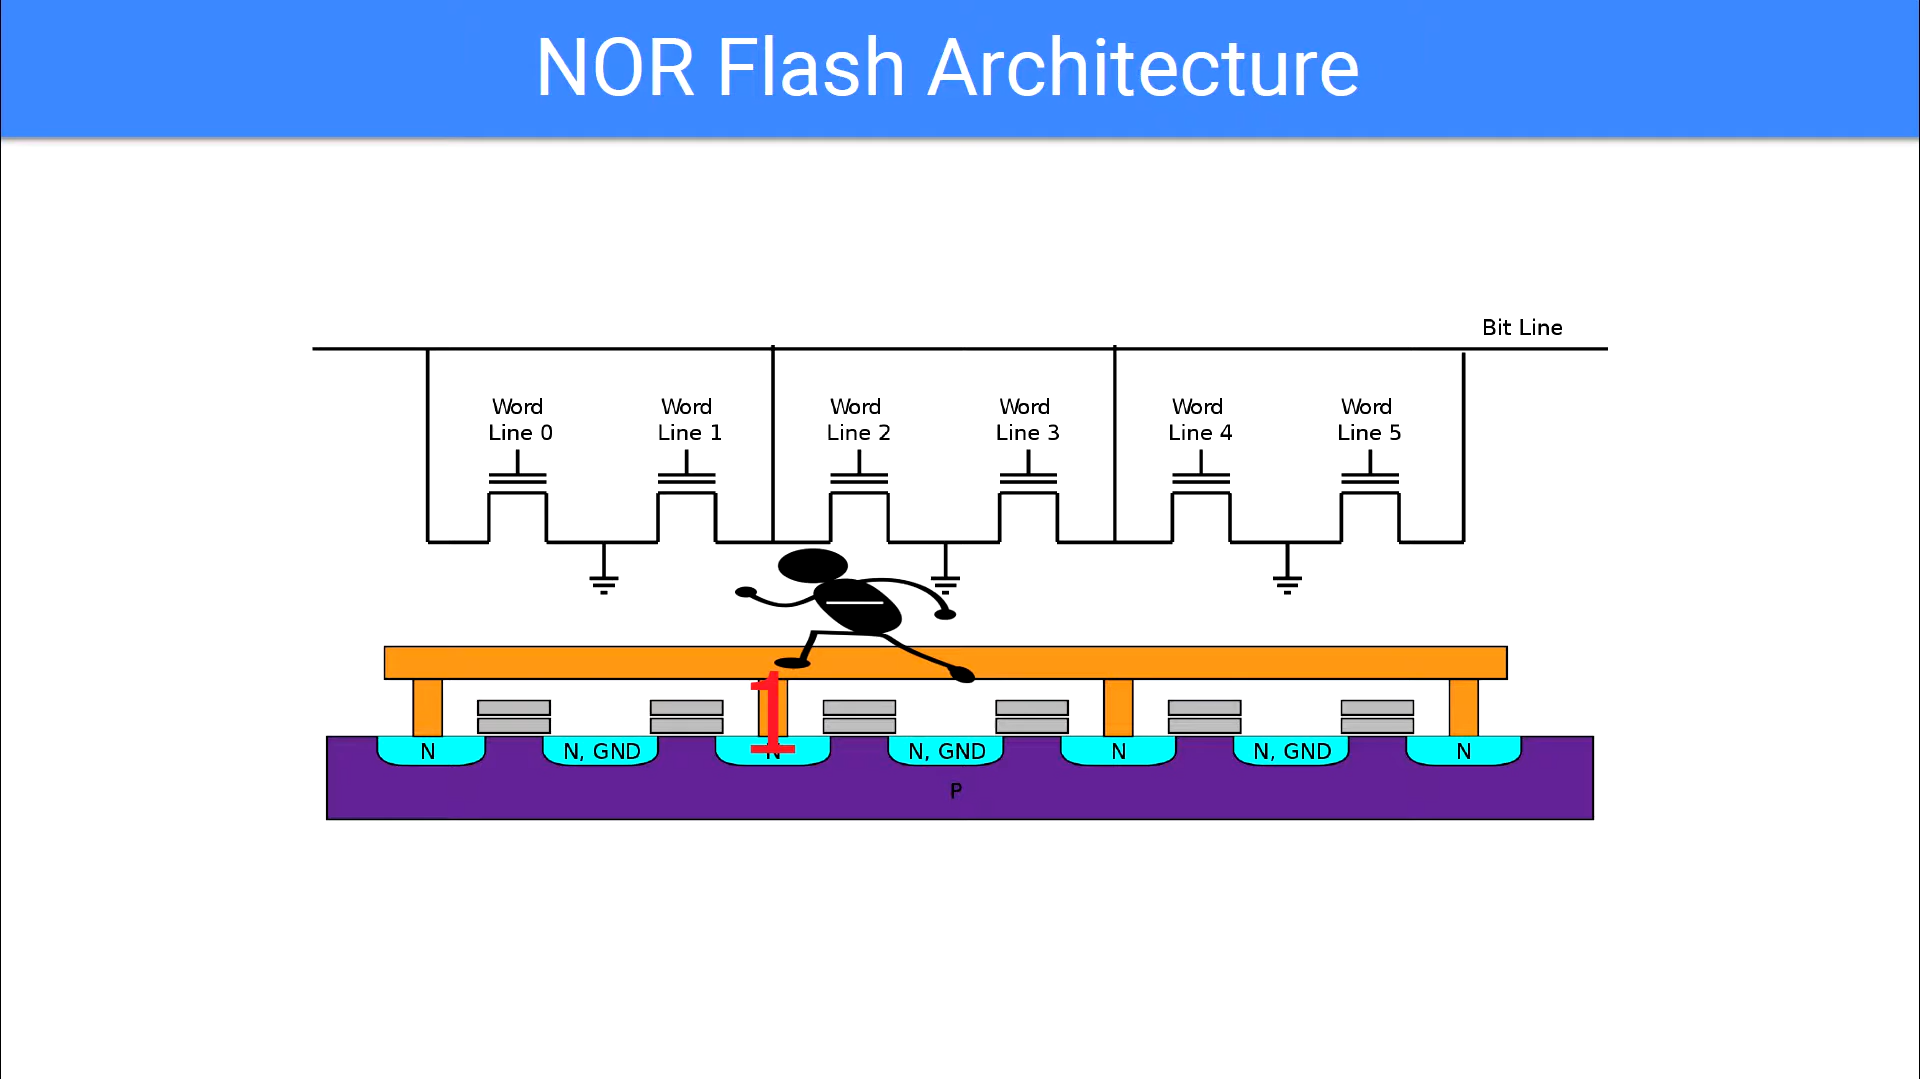 NOR Flash Architecture
Bit Line
Word Line 0
Word Line 1
Word Line 2
Word Line 3
Word Line 4
Word Line 5
1
N
N, GND
N
N, GND
N
N, GND
N
P